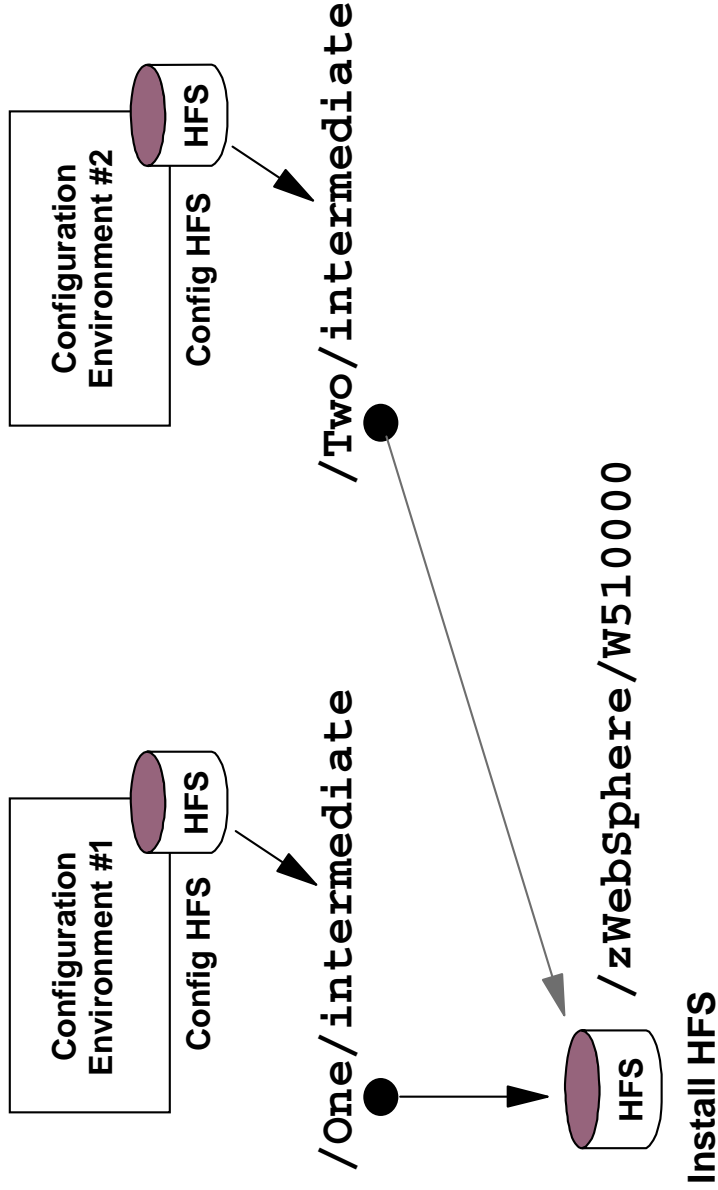 Configuration
Environment #1
HFS
Config HFS
/One/intermediate
Configuration
Environment #2
HFS
Config HFS
/Two/intermediate
/zWebSphere/W510000
HFS
Install HFS